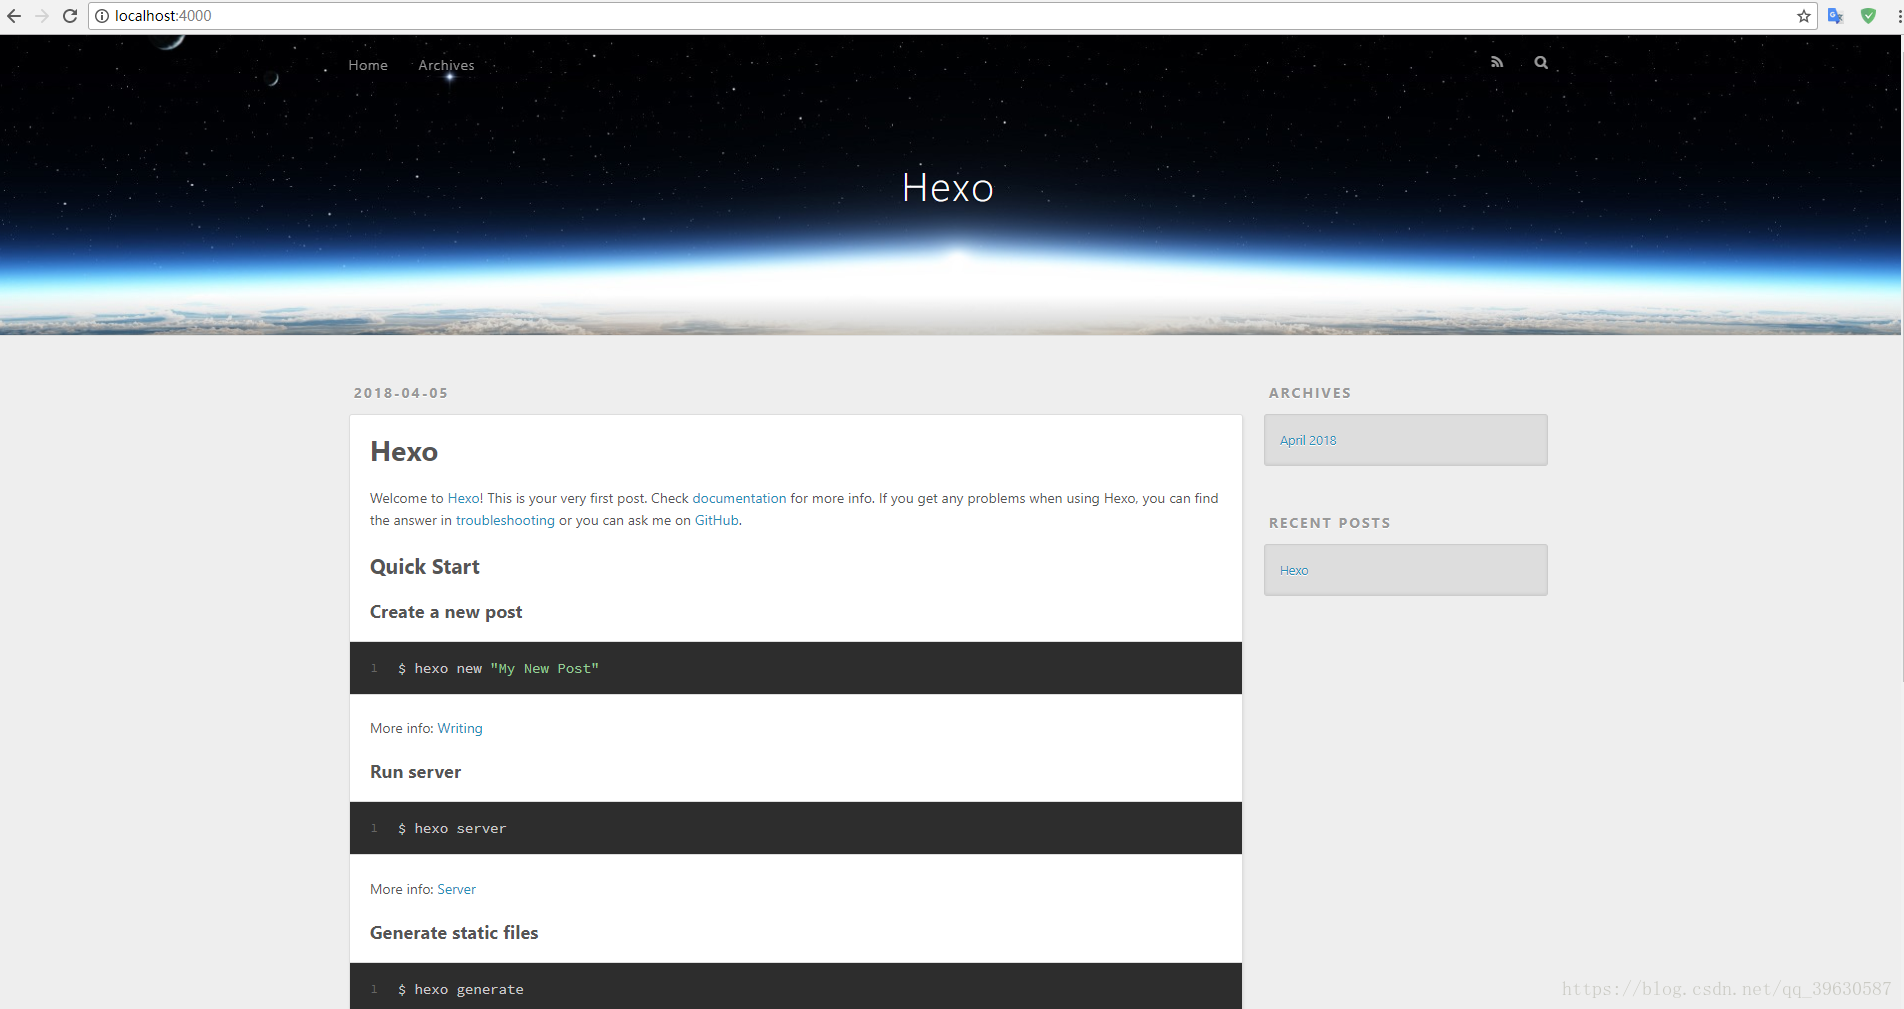 localhost:4000
Home Archives
Hexo
2018-04-05
Hexo
Welcome to Hexo! This is your very first post. Check documentation for more info. If you get any problems when using Hexo, you can find
the answer in troubleshooting or you can ask me on GitHub.
Quick Start
Create a new post
1 $ hexo new "My New Post"
More info: Writing
Run server
1 $ hexo server
More info: Server
Generate static files
1 $ hexo generate
ARCHIVES
April 2018
RECENT POSTS
Hexo
https://blog.csdn.net/qq_39630587